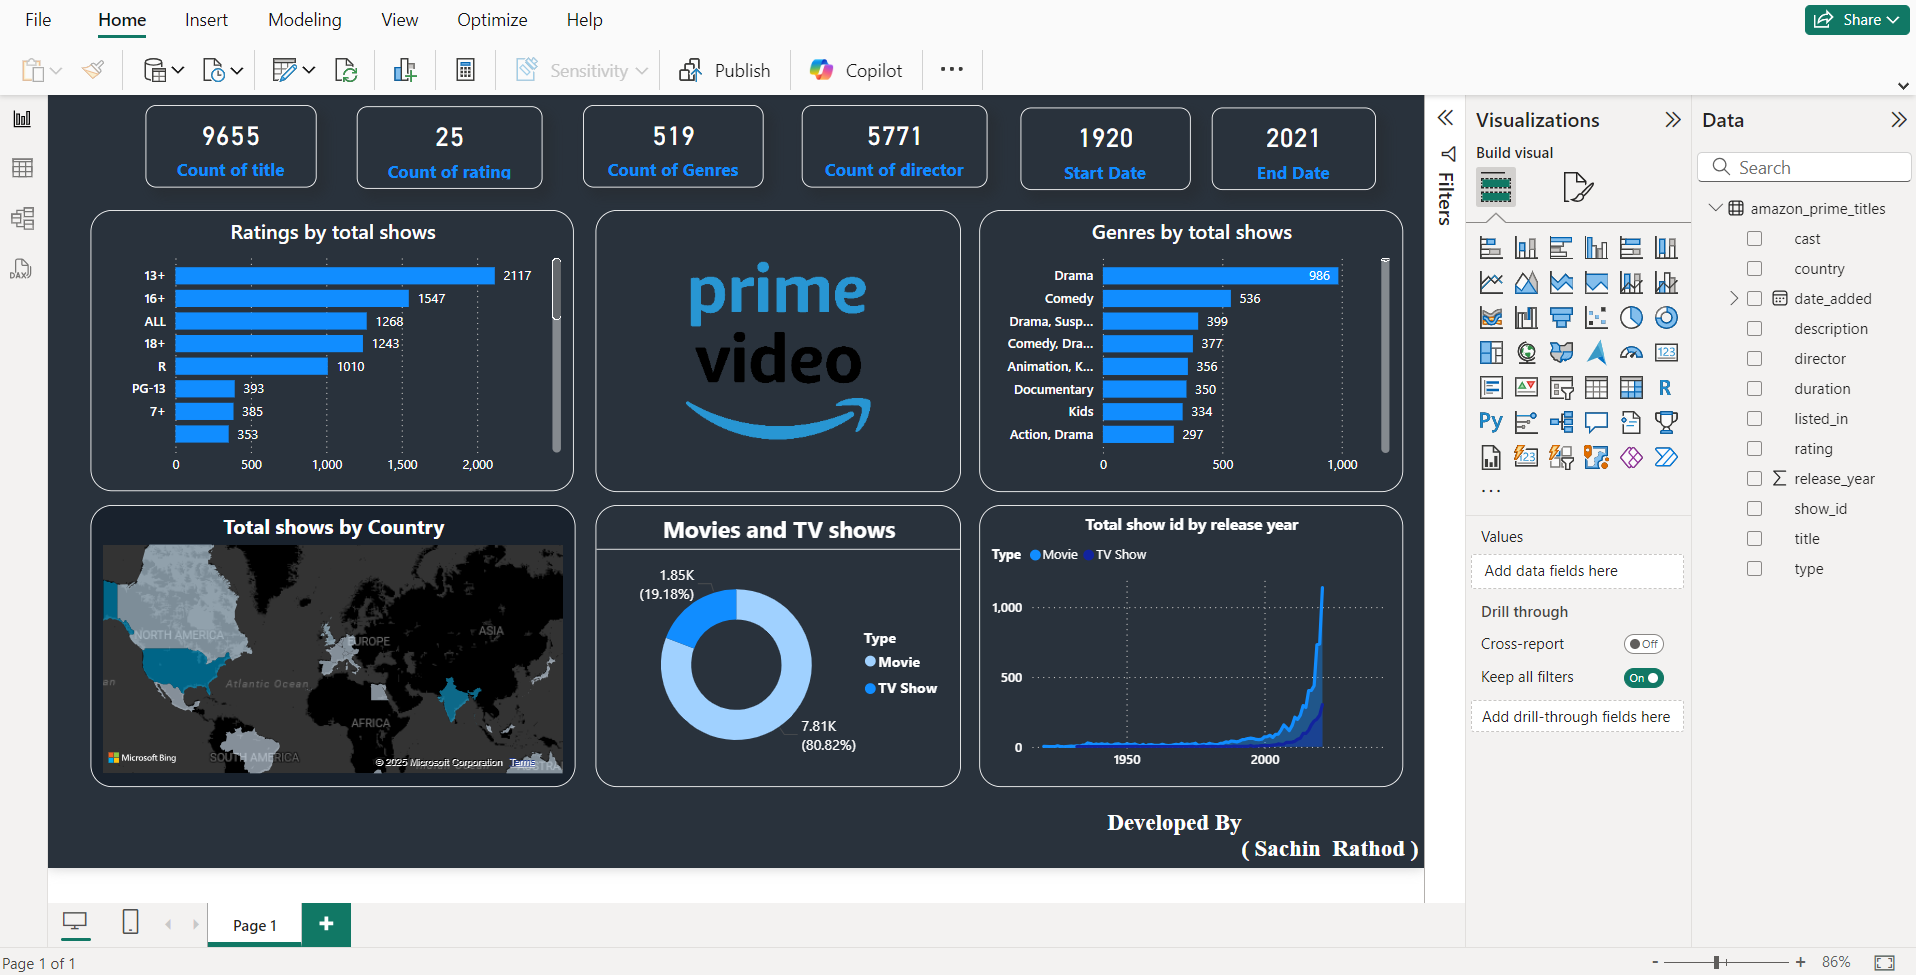 File Home Insert Modeling View Optimize Help Share
Sensitivity Publish Copilot ...
9655
Count of title
25
Count of rating
519
Count of Genres
5771
Count of director
1920
Start Date
2021
End Date
Ratings by total shows
13+ 2117
16+ 1547
ALL 1268
18+ 1243
R 1010
PG-13 393
7+ 385
353
0 500 1,000 1,500 2,000
prime
video
Genres by total shows
Drama 986
Comedy 536
Drama, Susp... 399
Comedy, Dra... 377
Animation, K... 356
Documentary 350
Kids 334
Action, Drama 297
0 500 1,000
Total shows by Country
NORTH AMERICA
EUROPE
ASIA
an
Atlantic Ocean
AFRICA
SOUTH AMERICA
Microsoft Bing
© 2025 Microsoft Corporation Terms
Movies and TV shows
1.85K
(19.18%)
7.81K
(80.82%)
Type
Movie
TV Show
Total show id by release year
Type Movie TV Show
1,000
500
0
1950 2000
Developed By
( Sachin Rathod )
Filters
Visualizations
Build visual
123
R
Py
123
...
Values
Add data fields here
Drill through
Cross-report Off
Keep all filters On
Add drill-through fields here
Data
Search
amazon_prime_titles
cast
country
date_added
description
director
duration
listed_in
rating
release_year
show_id
title
type
DAX
Page 1 +
Page 1 of 1
- + 86%